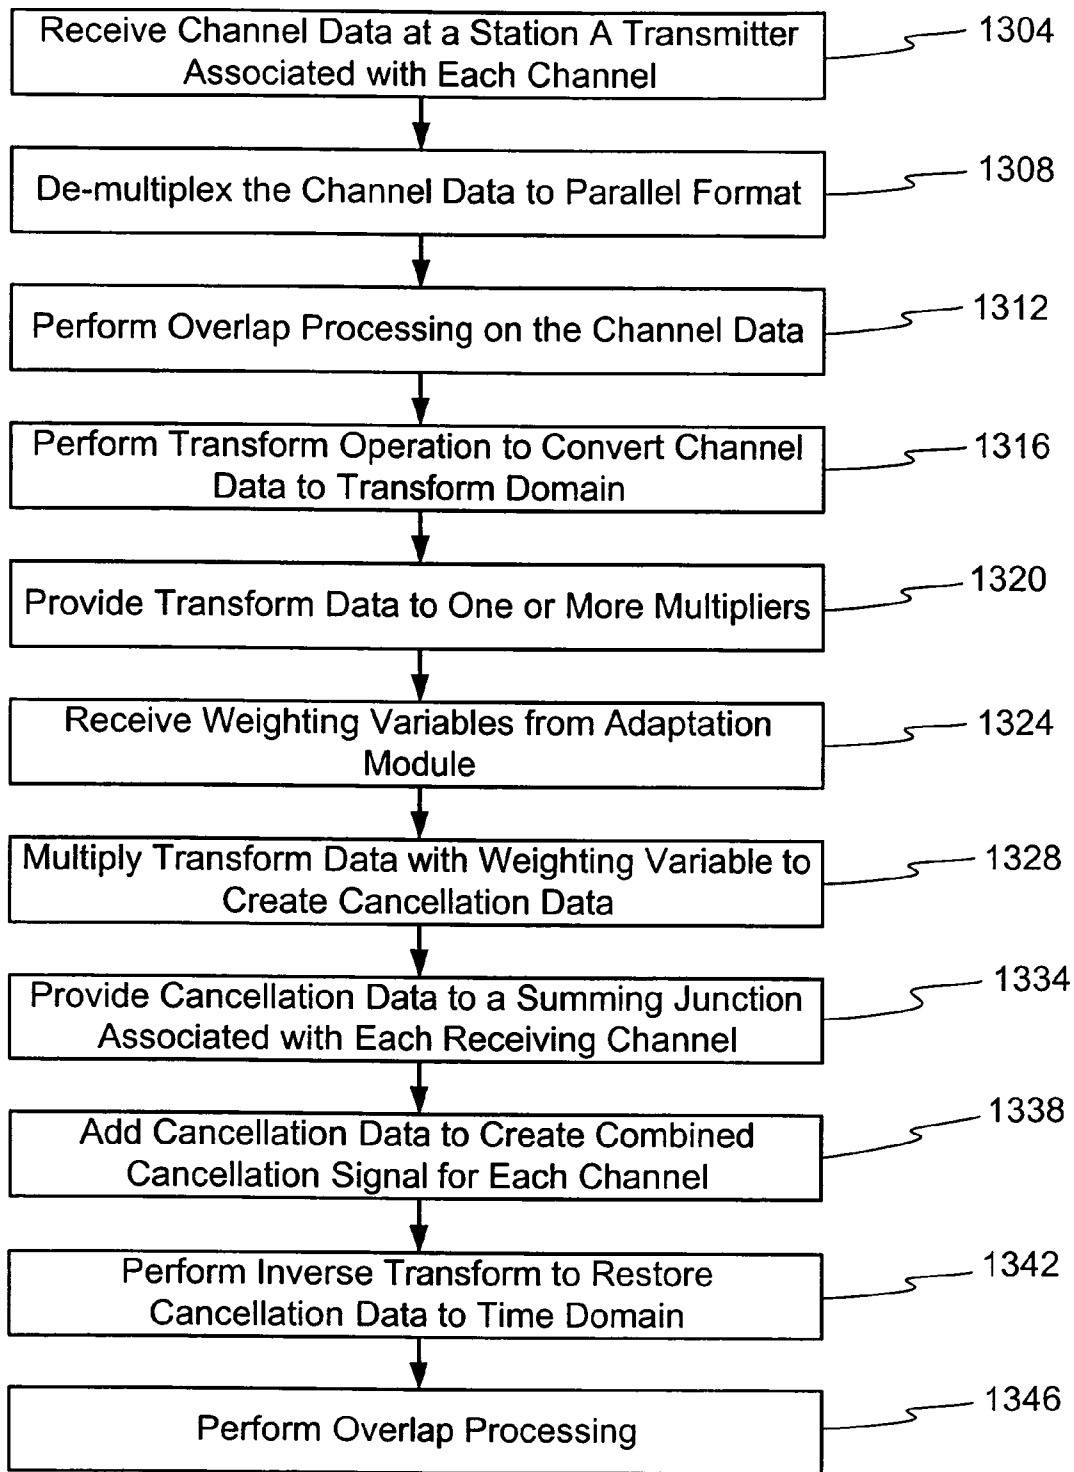 Receive Channel Data at a Station A Transmitter
Associated with Each Channel
1304
De-multiplex the Channel Data to Parallel Format
1308
Perform Overlap Processing on the Channel Data
1312
Perform Transform Operation to Convert Channel
Data to Transform Domain
1316
Provide Transform Data to One or More Multipliers
1320
Receive Weighting Variables from Adaptation
Module
1324
Multiply Transform Data with Weighting Variable to
Create Cancellation Data
1328
Provide Cancellation Data to a Summing Junction
Associated with Each Receiving Channel
1334
Add Cancellation Data to Create Combined
Cancellation Signal for Each Channel
1338
Perform Inverse Transform to Restore
Cancellation Data to Time Domain
1342
Perform Overlap Processing
1346